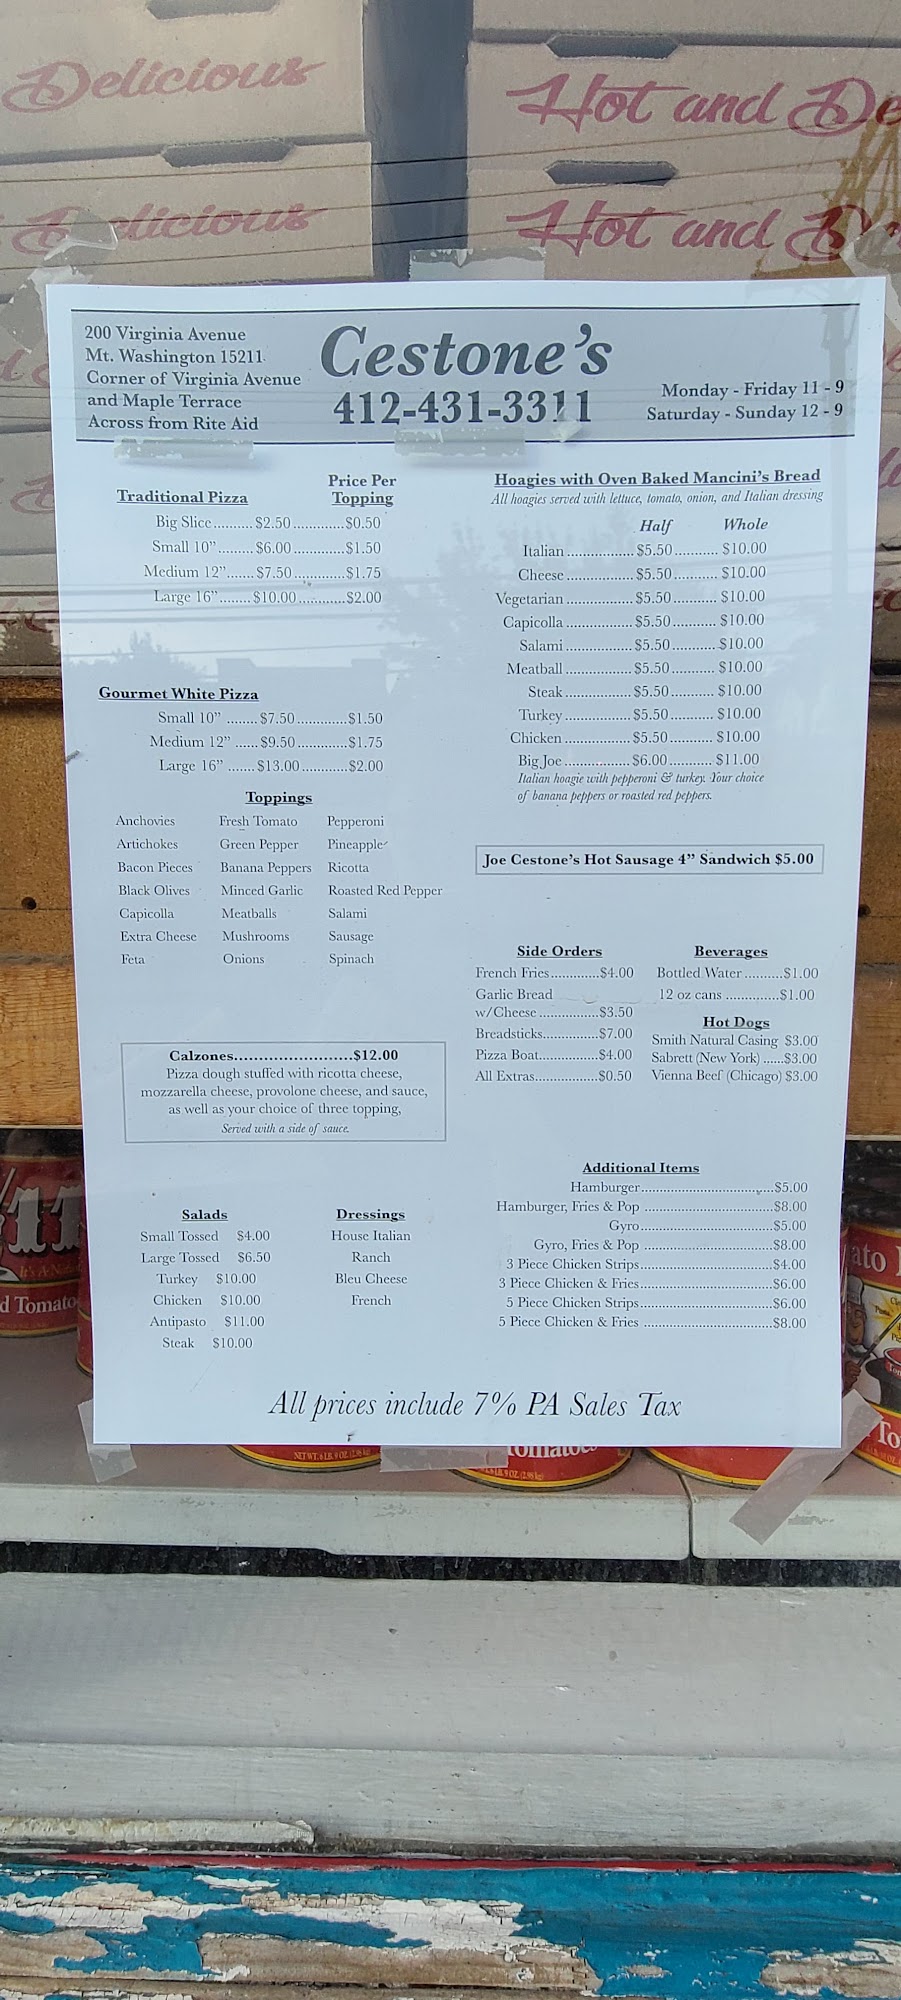 Delicious
Hot and De
Delicious
Hot and D
200 Virginia Avenue
Mt. Washington 15211
Corner of Virginia Avenue
and Maple Terrace
Across from Rite Aid
Cestone's
412-431-3311
Monday - Friday 11 - 9
Saturday - Sunday 12 - 9
Traditional Pizza Price Per Topping
Big Slice.......... $2.50............$0.50
Small 10”......... $6.00.............$1.50
Medium 12”....... $7.50.............$1.75
Large 16”........ $10.00...........$2.00
Gourmet White Pizza
Small 10” ........$7.50.............$1.50
Medium 12” ......$9.50.............$1.75
Large 16” .......$13.00............$2.00
Toppings
Anchovies Fresh Tomato Pepperoni
Artichokes Green Pepper Pineapple
Bacon Pieces Banana Peppers Ricotta
Black Olives Minced Garlic Roasted Red Pepper
Capicolla Meatballs Salami
Extra Cheese Mushrooms Sausage
Feta Onions Spinach
Calzones........................$12.00
Pizza dough stuffed with ricotta cheese,
mozzarella cheese, provolone cheese, and sauce,
as well as your choice of three topping,
Served with a side of sauce.
Salads
Small Tossed $4.00
Large Tossed $6.50
Turkey $10.00
Chicken $10.00
Antipasto $11.00
Steak $10.00
Dressings
House Italian
Ranch
Bleu Cheese
French
Hoagies with Oven Baked Mancini's Bread
All hoagies served with lettuce, tomato, onion, and Italian dressing
Half Whole
Italian ................$5.50........... $10.00
Cheese................$5.50........... $10.00
Vegetarian ................$5.50........... $10.00
Capicolla ................$5.50........... $10.00
Salami................$5.50........... $10.00
Meatball................$5.50........... $10.00
Steak................$5.50........... $10.00
Turkey................$5.50........... $10.00
Chicken ................$5.50........... $10.00
Big Joe ................$6.00........... $11.00
Italian hoagie with pepperoni & turkey. Your choice
of banana peppers or roasted red peppers.
Joe Cestone's Hot Sausage 4” Sandwich $5.00
Side Orders
French Fries............$4.00
Garlic Bread
w/Cheese...............$3.50
Breadsticks..............$7.00
Pizza Boat...............$4.00
All Extras................$0.50
Beverages
Bottled Water..........$1.00
12 oz cans ..............$1.00
Hot Dogs
Smith Natural Casing $3.00
Sabrett (New York) ......$3.00
Vienna Beef (Chicago) $3.00
Additional Items
Hamburger.................................$5.00
Hamburger, Fries & Pop .................................$8.00
Gyro.................................$5.00
Gyro, Fries & Pop .................................$8.00
3 Piece Chicken Strips.................................$4.00
3 Piece Chicken & Fries.................................$6.00
5 Piece Chicken Strips.................................$6.00
5 Piece Chicken & Fries .................................$8.00
All prices include 7% PA Sales Tax
d Tomato
ato
To
Tomatoes